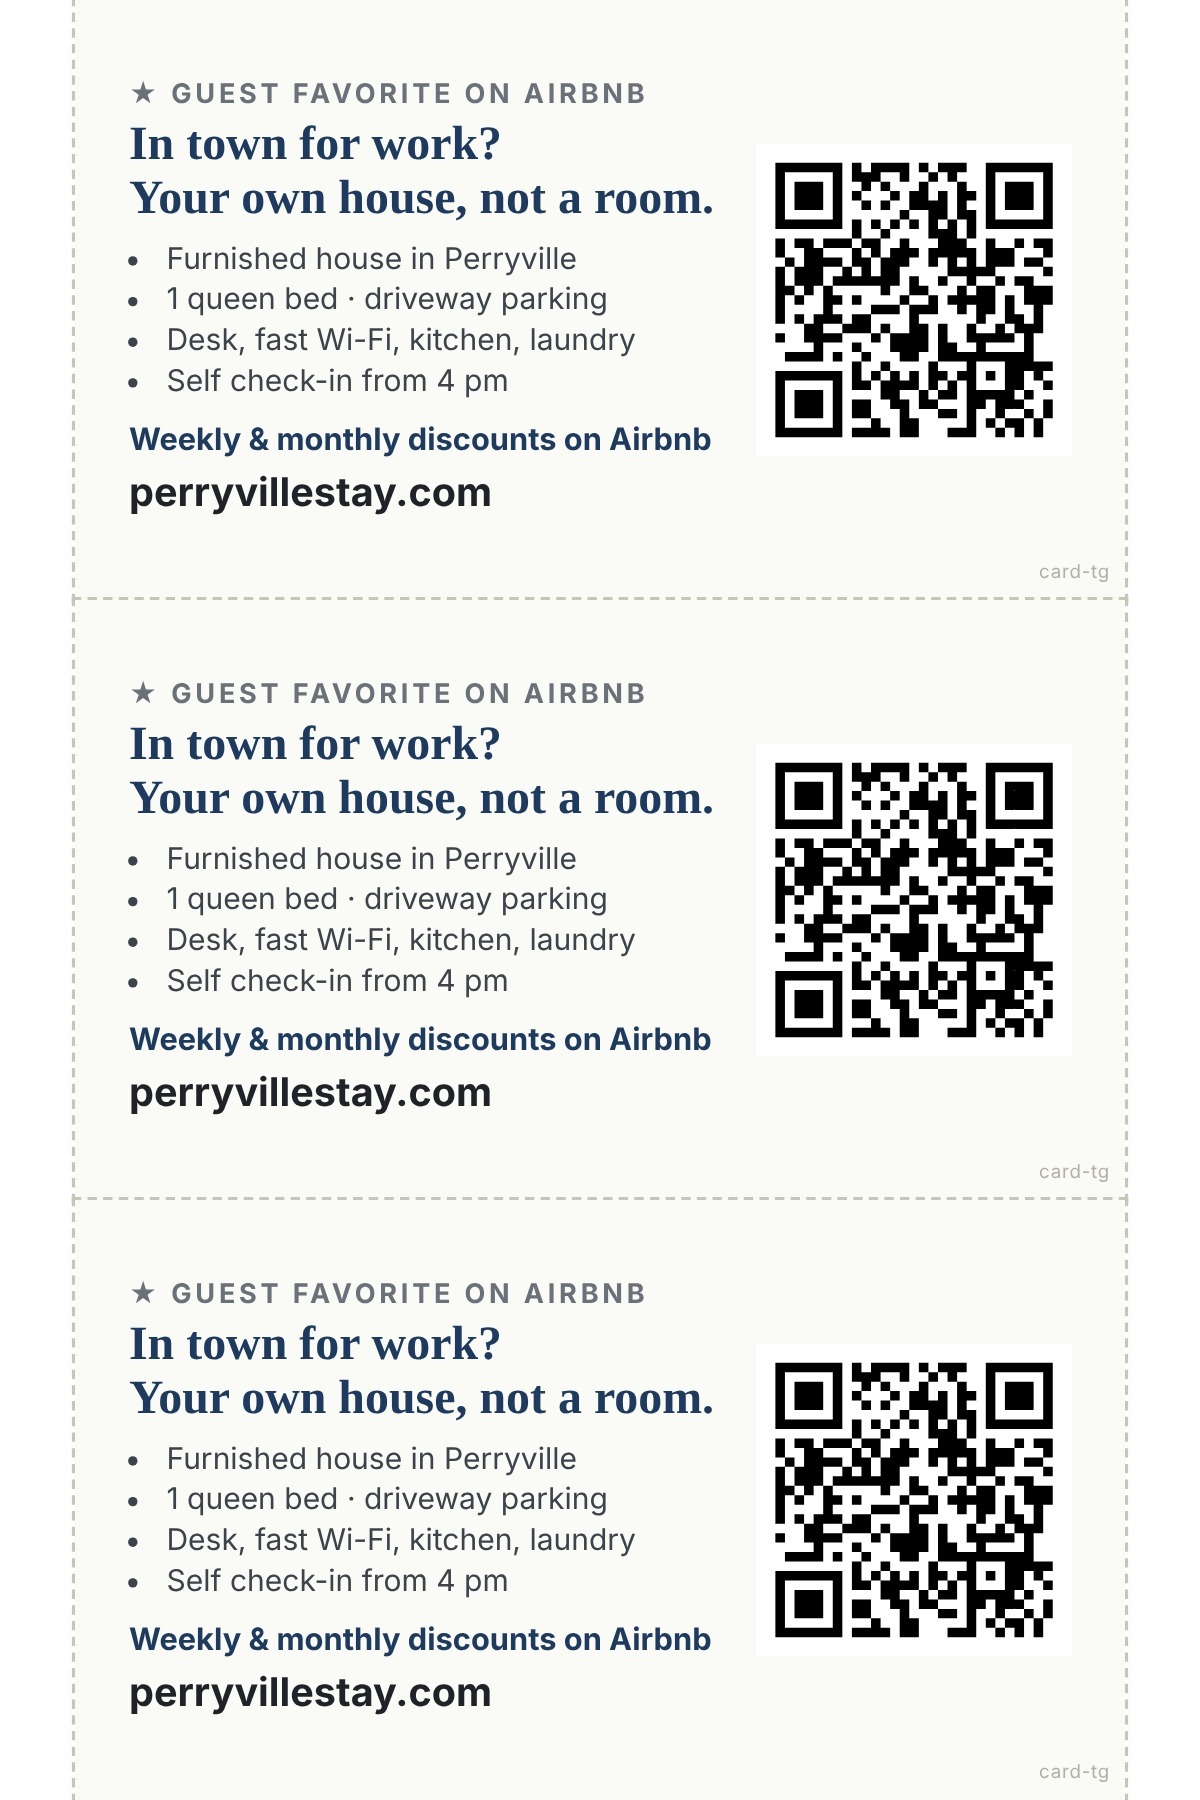 ★ GUEST FAVORITE ON AIRBNB
In town for work?
Your own house, not a room.
• Furnished house in Perryville
• 1 queen bed · driveway parking
• Desk, fast Wi-Fi, kitchen, laundry
• Self check-in from 4 pm
Weekly & monthly discounts on Airbnb
perryvillestay.com
card-tg
★ GUEST FAVORITE ON AIRBNB
In town for work?
Your own house, not a room.
• Furnished house in Perryville
• 1 queen bed · driveway parking
• Desk, fast Wi-Fi, kitchen, laundry
• Self check-in from 4 pm
Weekly & monthly discounts on Airbnb
perryvillestay.com
card-tg
★ GUEST FAVORITE ON AIRBNB
In town for work?
Your own house, not a room.
• Furnished house in Perryville
• 1 queen bed · driveway parking
• Desk, fast Wi-Fi, kitchen, laundry
• Self check-in from 4 pm
Weekly & monthly discounts on Airbnb
perryvillestay.com
card-tg